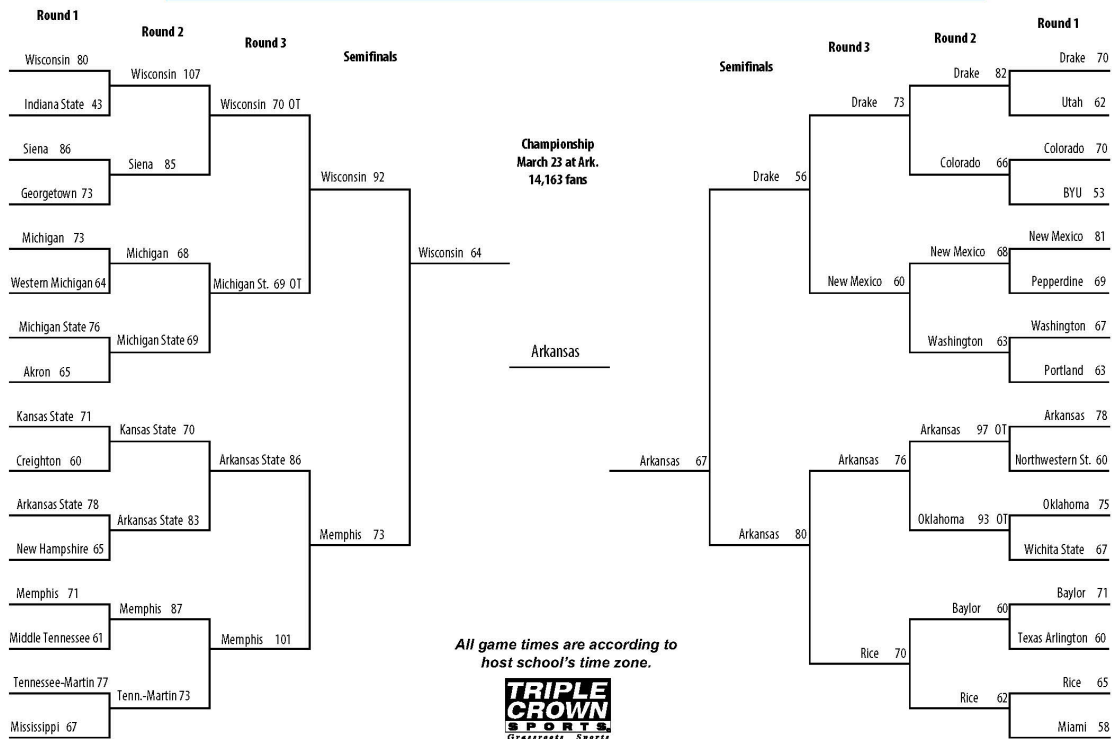 Round 1
Round 2
Round 3
Semifinals
Wisconsin 80
Indiana State 43
Siena 86
Georgetown 73
Michigan 73
Western Michigan 64
Michigan State 76
Akron 65
Kansas State 71
Creighton 60
Arkansas State 78
New Hampshire 65
Memphis 71
Middle Tennessee 61
Tennessee-Martin 77
Mississippi 67
Wisconsin 107
Siena 85
Michigan 68
Michigan State 69
Kansas State 70
Arkansas State 83
Memphis 87
Tenn.-Martin 73
Wisconsin 70 OT
Michigan St. 69 OT
Arkansas State 86
Memphis 101
Wisconsin 92
Memphis 73
Wisconsin 64
Championship
March 23 at Ark.
14,163 fans
Arkansas
Arkansas 67
Semifinals
Round 3
Round 2
Round 1
Drake 56
Arkansas 80
Drake 73
New Mexico 60
Arkansas 76
Rice 70
Drake 82
Colorado 66
New Mexico 68
Washington 63
Arkansas 97 OT
Oklahoma 93 OT
Baylor 60
Rice 62
Drake 70
Utah 62
Colorado 70
BYU 53
New Mexico 81
Pepperdine 69
Washington 67
Portland 63
Arkansas 78
Northwestern St. 60
Oklahoma 75
Wichita State 67
Baylor 71
Texas Arlington 60
Rice 65
Miami 58
All game times are according to
host school's time zone.
TRIPLE
CROWN
SPORTS®
Grassroots Sports